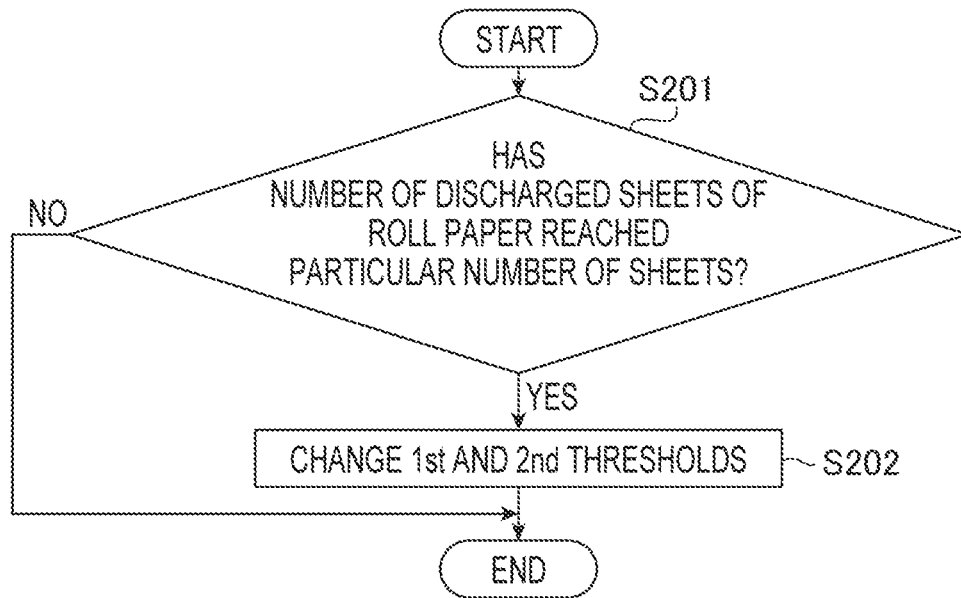 START
S201
HAS
NUMBER OF DISCHARGED SHEETS OF
ROLL PAPER REACHED
PARTICULAR NUMBER OF SHEETS?
NO
YES
CHANGE 1st AND 2nd THRESHOLDS
S202
END